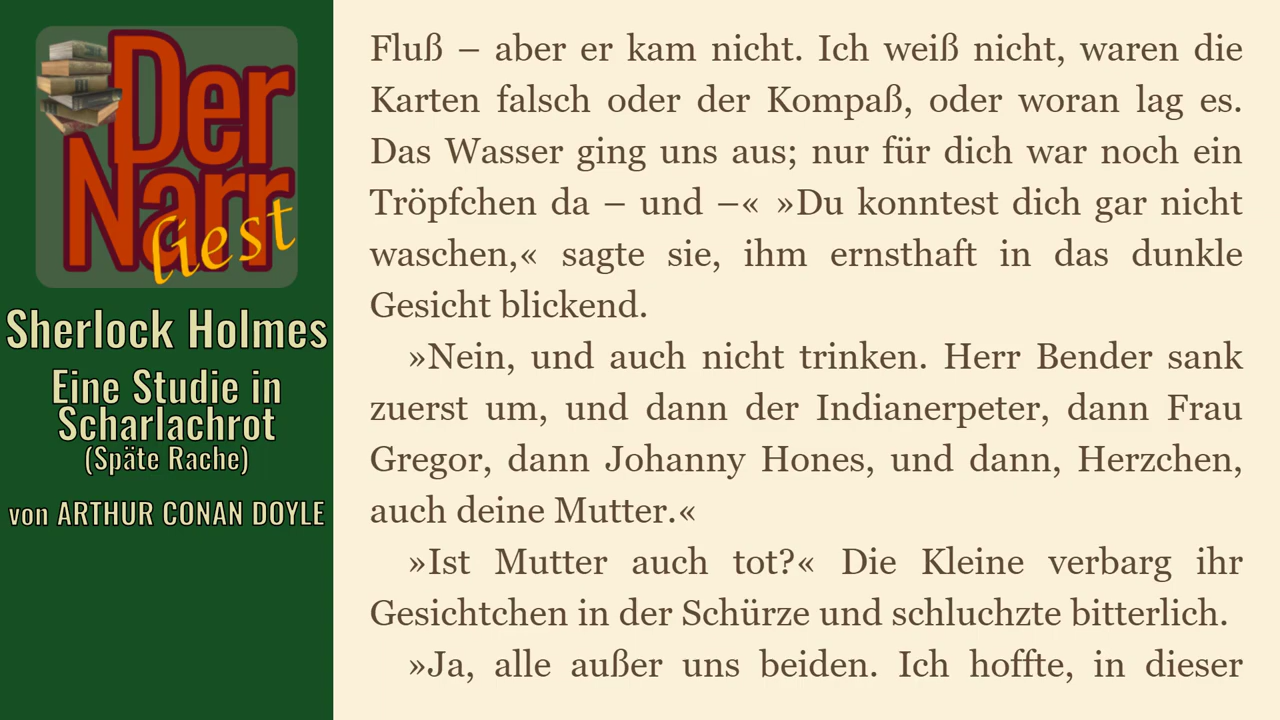 Der
Narr
liest
Sherlock Holmes
Eine Studie in
Scharlachrot
(Späte Rache)
von ARTHUR CONAN DOYLE
Fluß – aber er kam nicht. Ich weiß nicht, waren die
Karten falsch oder der Kompaß, oder woran lag es.
Das Wasser ging uns aus; nur für dich war noch ein
Tröpfchen da – und –« »Du konntest dich gar nicht
waschen,« sagte sie, ihm ernsthaft in das dunkle
Gesicht blickend.
»Nein, und auch nicht trinken. Herr Bender sank
zuerst um, und dann der Indianerpeter, dann Frau
Gregor, dann Johanny Hones, und dann, Herzchen,
auch deine Mutter.«
»Ist Mutter auch tot?« Die Kleine verbarg ihr
Gesichtchen in der Schürze und schluchzte bitterlich.
»Ja, alle außer uns beiden. Ich hoffte, in dieser